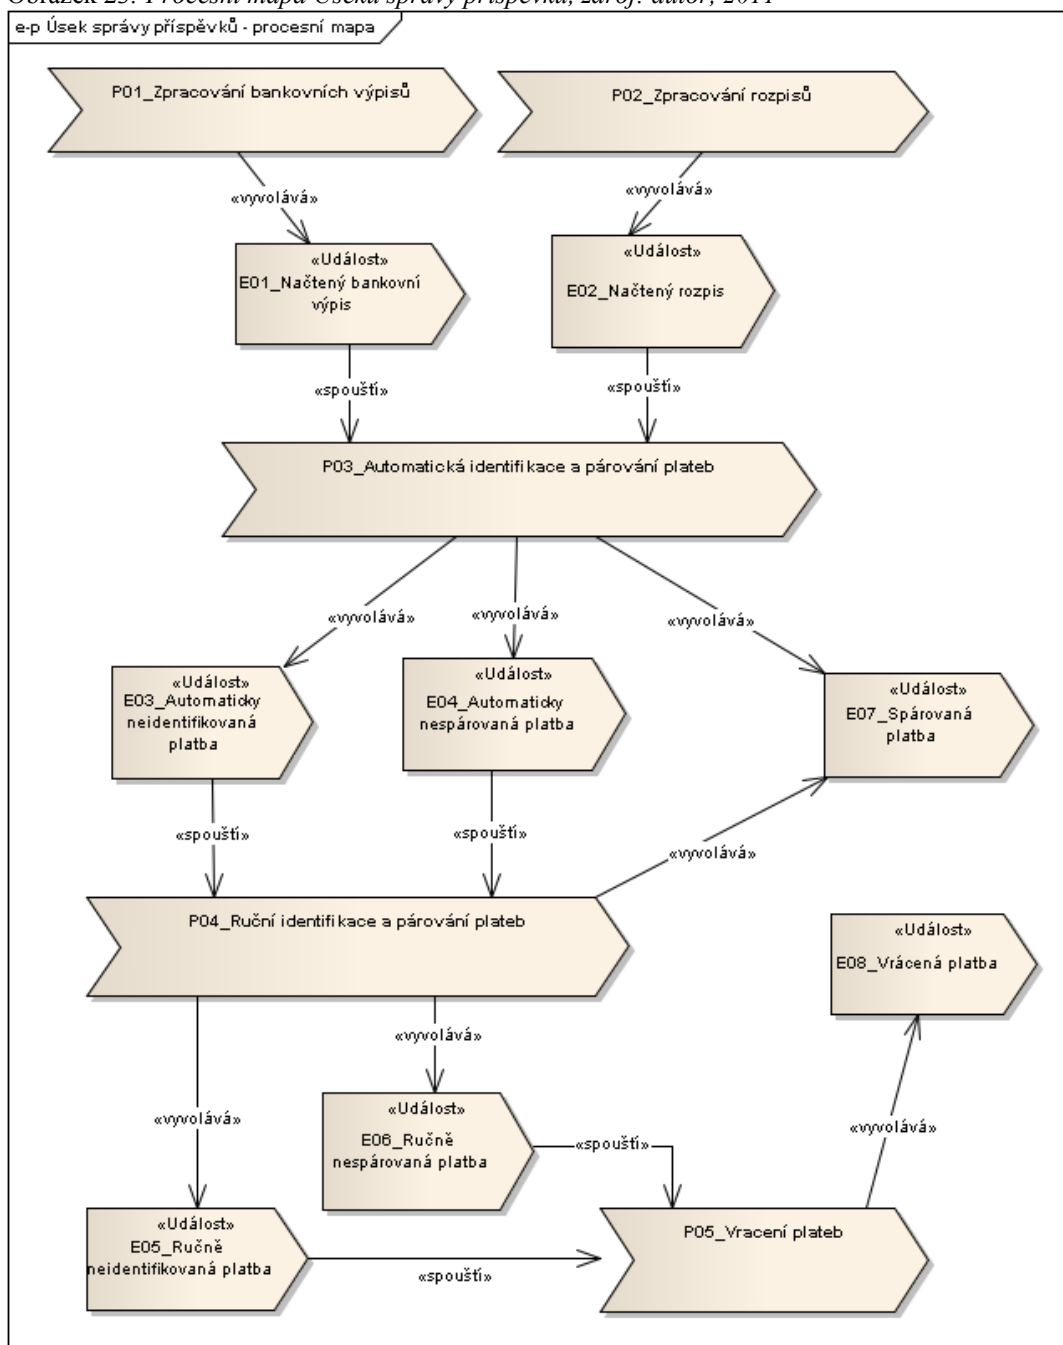 Obrázek 23: Procesní mapa Úseku správy příspěvků, zdroj: autor, 2011
e-p Úsek správy příspěvků - procesní mapa
P01_Zpracování bankovních výpisů
P02_Zpracování rozpisů
«vyvolává»
«vyvolává»
«Událost»
E01_Načtený bankovní
výpis
«Událost»
E02_Načtený rozpis
«spouští»
«spouští»
P03_Automatická identifikace a párování plateb
«vyvolává»
«vyvolává»
«vyvolává»
«Událost»
E03_Automaticky
neidentifikovaná
platba
«Událost»
E04_Automaticky
nespárovaná platba
«Událost»
E07_Spárovaná
platba
«spouští»
«spouští»
«vyvolává»
P04_Ruční identifikace a párování plateb
«Událost»
E08_Vrácená platba
«vyvolává»
«vyvolává»
«vyvolává»
«Událost»
E06_Ručně
nespárovaná platba
«spouští»
«Událost»
E05_Ručně
neidentifikovaná platba
«spouští»
P05_Vracení plateb